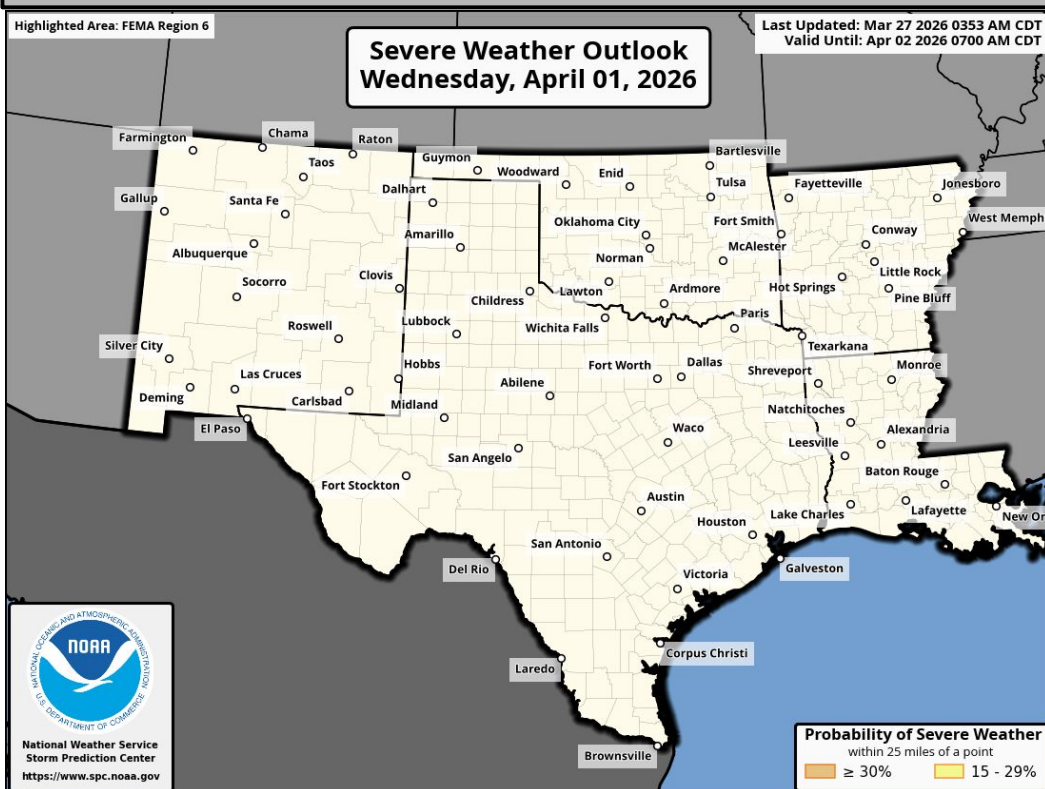 Highlighted Area: FEMA Region 6
Last Updated: Mar 27 2026 0353 AM CDT
Valid Until: Apr 02 2026 0700 AM CDT
Severe Weather Outlook
Wednesday, April 01, 2026
Farmington
Chama
Raton
Taos
Guymon
Woodward
Enid
Bartlesville
Tulsa
Fayetteville
Jonesboro
Gallup
Santa Fe
Dalhart
Oklahoma City
Fort Smith
West Memph
Albuquerque
Amarillo
Norman
McAlester
Conway
Socorro
Clovis
Childress
Lawton
Ardmore
Hot Springs
Little Rock
Pine Bluff
Roswell
Lubbock
Wichita Falls
Paris
Texarkana
Silver City
Las Cruces
Hobbs
Abilene
Fort Worth
Dallas
Shreveport
Monroe
Deming
Carlsbad
Midland
Natchitoches
El Paso
San Angelo
Waco
Leesville
Alexandria
Fort Stockton
Baton Rouge
Austin
Houston
Lake Charles
Lafayette
New Or
San Antonio
Del Rio
Victoria
Galveston
Laredo
Corpus Christi
Brownsville
NATIONAL OCEANIC AND ATMOSPHERIC ADMINISTRATION
NOAA
U.S. DEPARTMENT OF COMMERCE
National Weather Service
Storm Prediction Center
https://www.spc.noaa.gov
Probability of Severe Weather
within 25 miles of a point
≥ 30%
15 - 29%